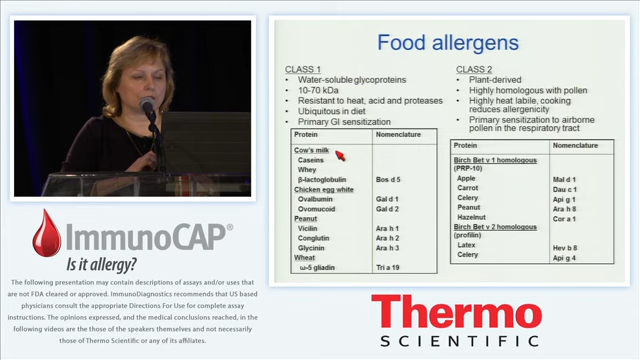 Food allergens
CLASS 1
• Water-soluble glycoproteins
• 10-70 kDa
• Resistant to heat, acid and proteases
• Ubiquitous in diet
• Primary GI sensitization
Protein Nomenclature
Cow's milk
Caseins
Whey
β-lactoglobulin Bos d 5
Chicken egg white
Ovalbumin Gal d 1
Ovomucoid Gal d 2
Peanut
Vicilin Ara h 1
Conglutin Ara h 2
Glycinin Ara h 3
Wheat
ω-5 gliadin Tri a 19
CLASS 2
• Plant-derived
• Highly homologous with pollen
• Highly heat labile, cooking
reduces allergenicity
• Primary sensitization to airborne
pollen in the respiratory tract
Protein Nomenclature
Birch Bet v 1 homologous
(PRP-10)
Apple Mal d 1
Carrot Dau c 1
Celery Api g 1
Peanut Ara h 8
Hazelnut Cor a 1
Birch Bet v 2 homologous
(profilin)
Latex Hev b 8
Celery Api g 4
ImmunoCAP®
Is it allergy?
The following presentation may contain descriptions of assays and/or uses that
are not FDA cleared or approved. ImmunoDiagnostics recommends that US based
physicians consult the appropriate Directions For Use for complete assay
instructions. The opinions expressed, and the medical conclusions reached, in the
following videos are the those of the speakers themselves and not necessarily
those of Thermo Scientific or any of its affiliates.
Thermo
SCIENTIFIC